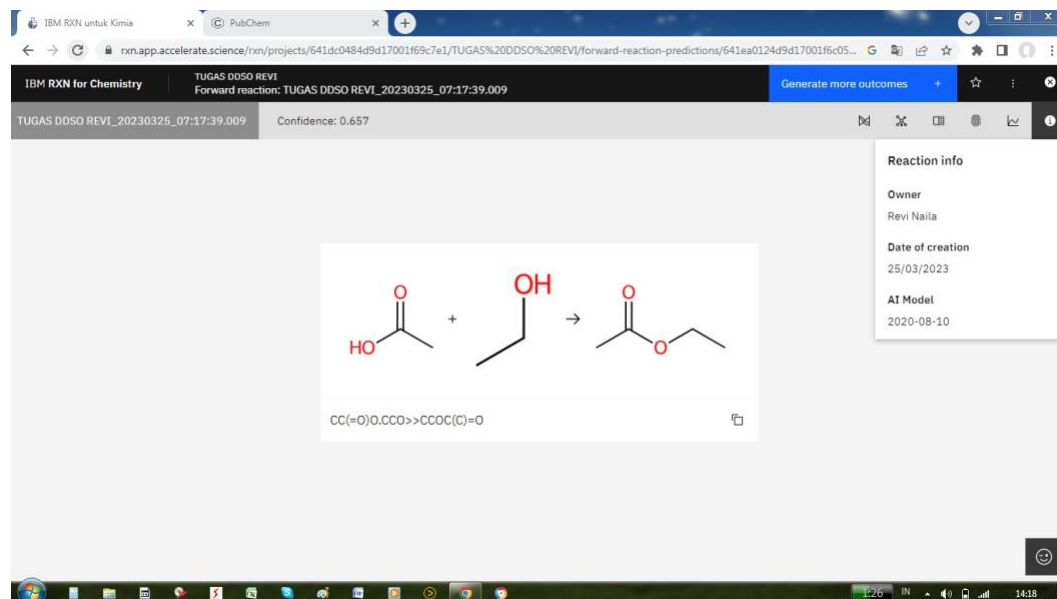 IBM RXN untuk Kimia
PubChem
rxn.app.accelerate.science/rxn/projects/641dc0484d9d17001f69c7e1/TUGAS%20DDSO%20REVI/forward-reaction-predictions/641ea0124d9d17001f6c05...
IBM RXN for Chemistry
TUGAS DDSO REVI
Forward reaction: TUGAS DDSO REVI_20230325_07:17:39.009
Generate more outcomes +
TUGAS DDSO REVI_20230325_07:17:39.009
Confidence: 0.657
Reaction info
Owner
Revi Naila
Date of creation
25/03/2023
AI Model
2020-08-10
O
HO
+
OH
→
O
O
CC(=O)O.CCO>>CCOC(C)=O
1:26
IN
14:18